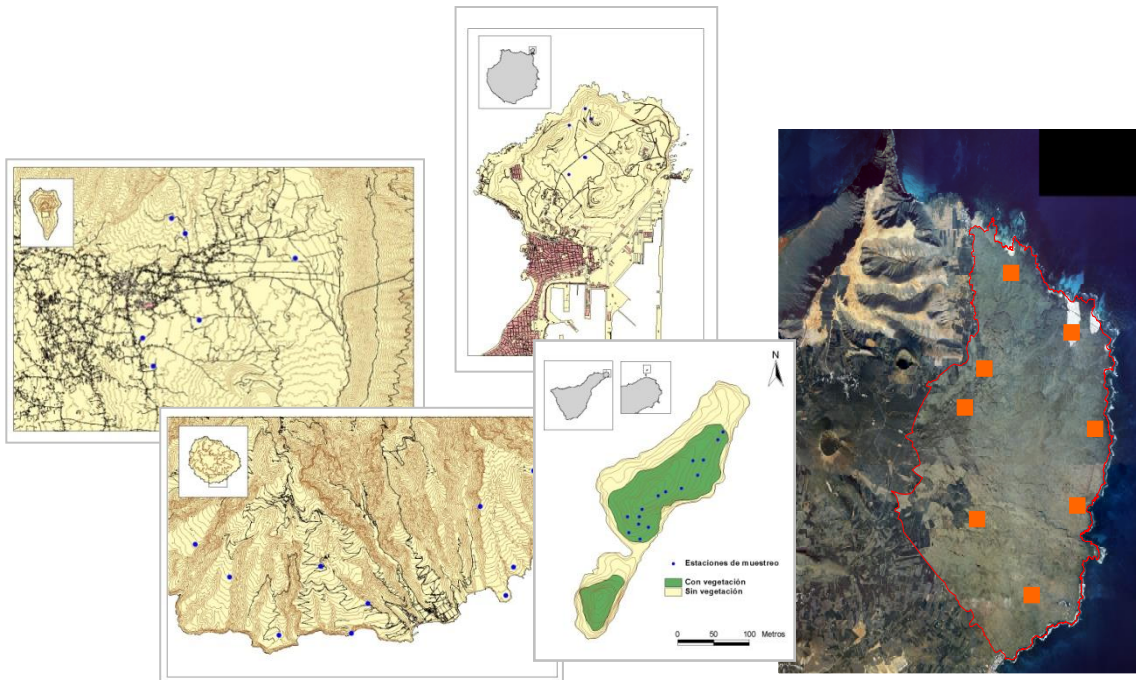 N
Estaciones de muestreo
Con vegetación
Sin vegetación
0 50 100 Metros